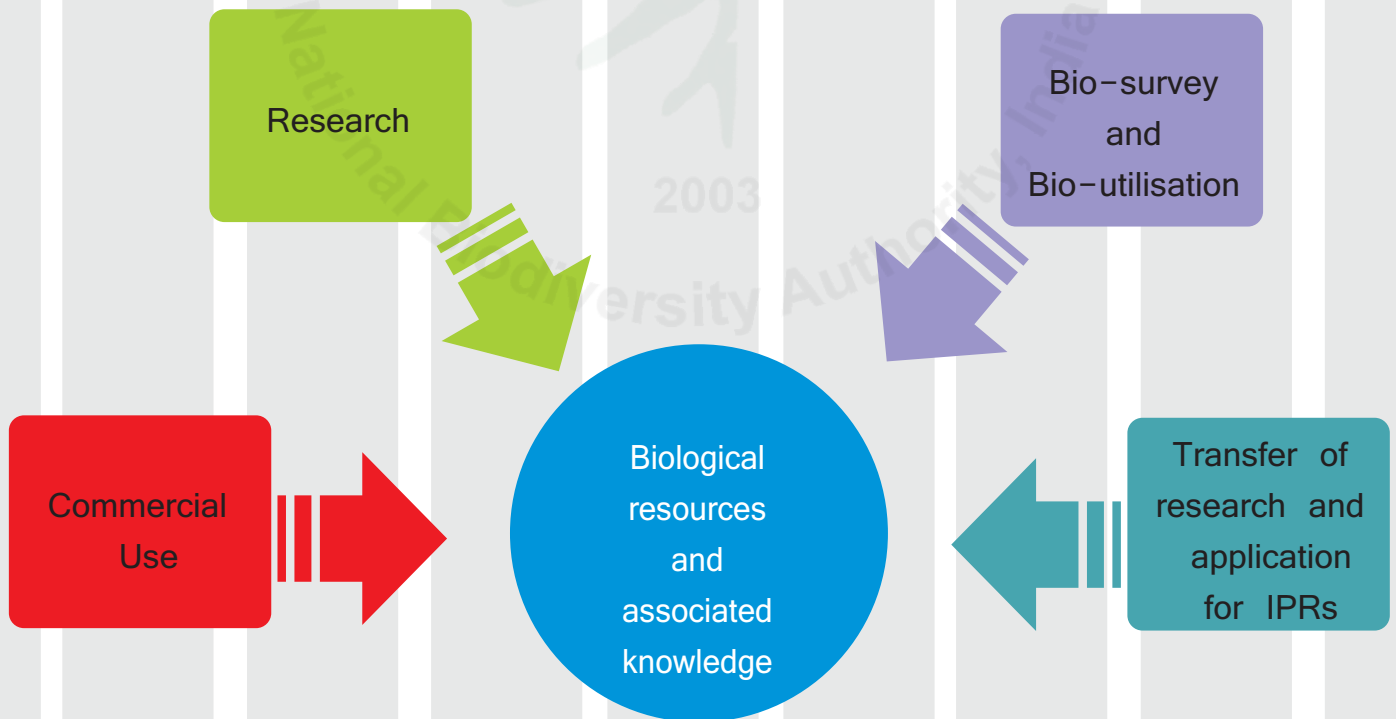 Research
Bio-survey
and
Bio-utilisation
National Biodiversity Authority, India
2003
Commercial
Use
Biological
resources
and
associated
knowledge
Transfer of
research and
application
for IPRs